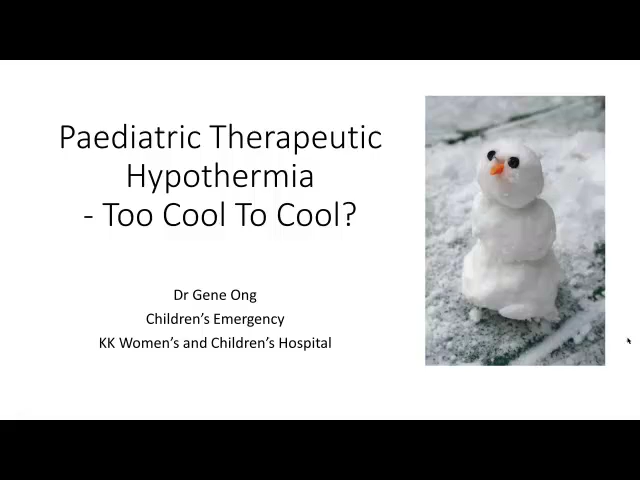 Paediatric Therapeutic
Hypothermia
- Too Cool To Cool?
Dr Gene Ong
Children’s Emergency
KK Women’s and Children’s Hospital